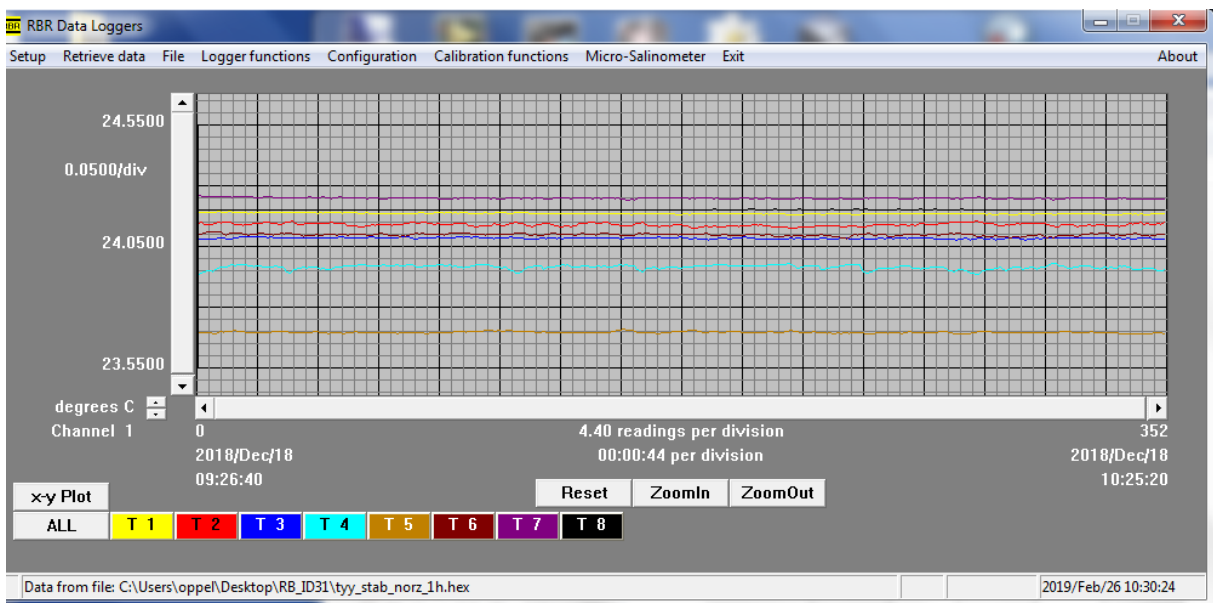 RBR RBR Data Loggers
Setup Retrieve data File Logger functions Configuration Calibration functions Micro-Salinometer Exit About
24.5500
0.0500/div
24.0500
23.5500
degrees C
Channel 1
0 4.40 readings per division 352
2018/Dec/18 00:00:44 per division 2018/Dec/18
09:26:40 10:25:20
x-y Plot Reset ZoomIn ZoomOut
ALL T 1 T 2 T 3 T 4 T 5 T 6 T 7 T 8
Data from file: C:\Users\oppel\Desktop\RB_ID31\tyy_stab_norz_1h.hex 2019/Feb/26 10:30:24